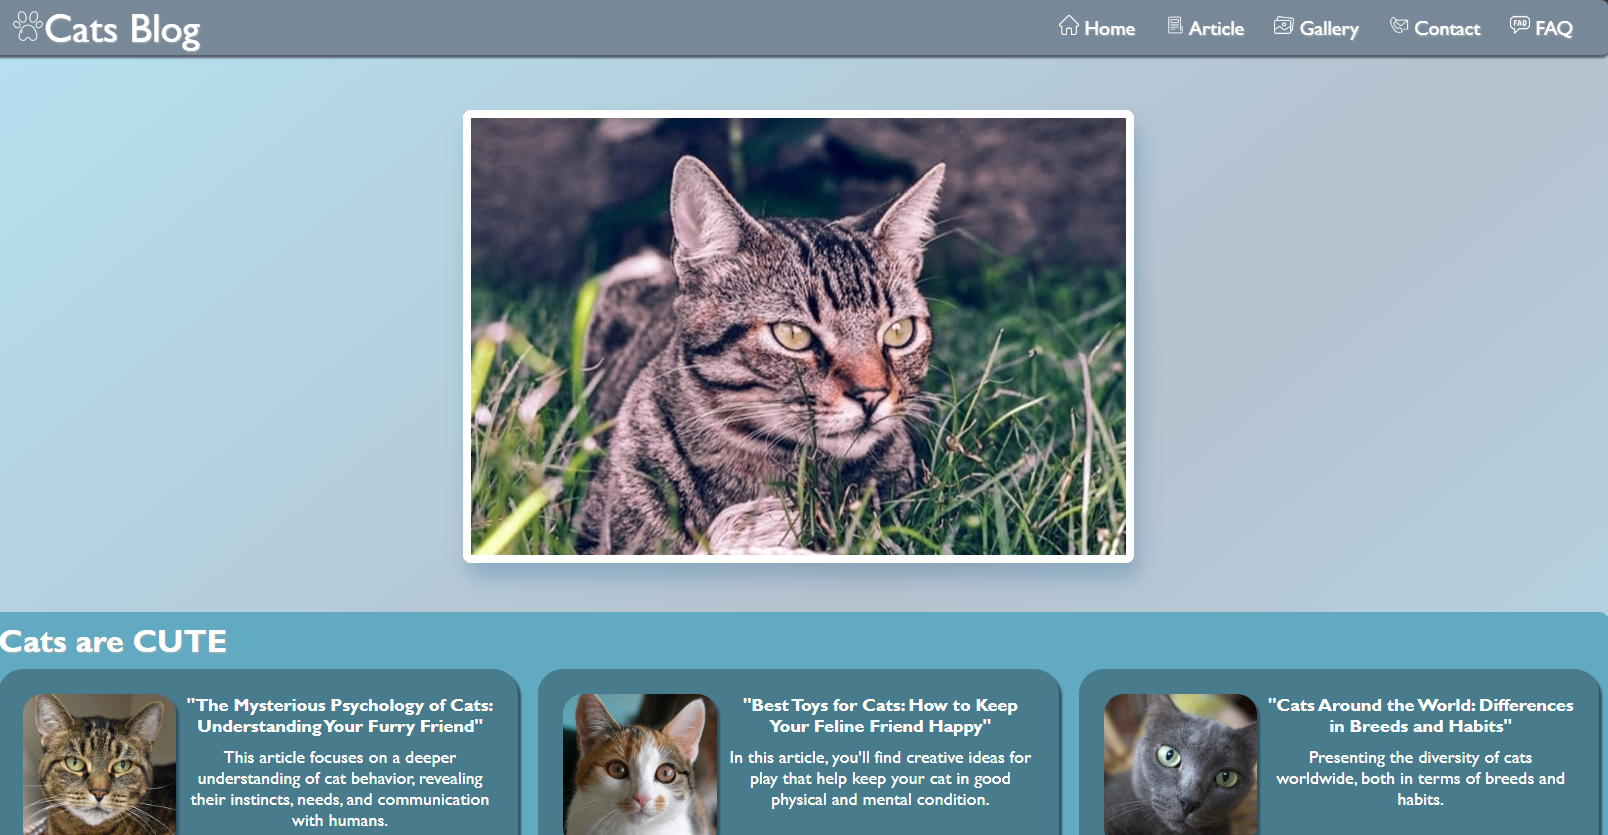 Cats Blog
Home
Article
Gallery
Contact
FAQ
FAQ
Cats are CUTE
"The Mysterious Psychology of Cats:
Understanding Your Furry Friend"
This article focuses on a deeper
understanding of cat behavior, revealing
their instincts, needs, and communication
with humans.
"Best Toys for Cats: How to Keep
Your Feline Friend Happy"
In this article, you'll find creative ideas for
play that help keep your cat in good
physical and mental condition.
"Cats Around the World: Differences
in Breeds and Habits"
Presenting the diversity of cats
worldwide, both in terms of breeds and
habits.